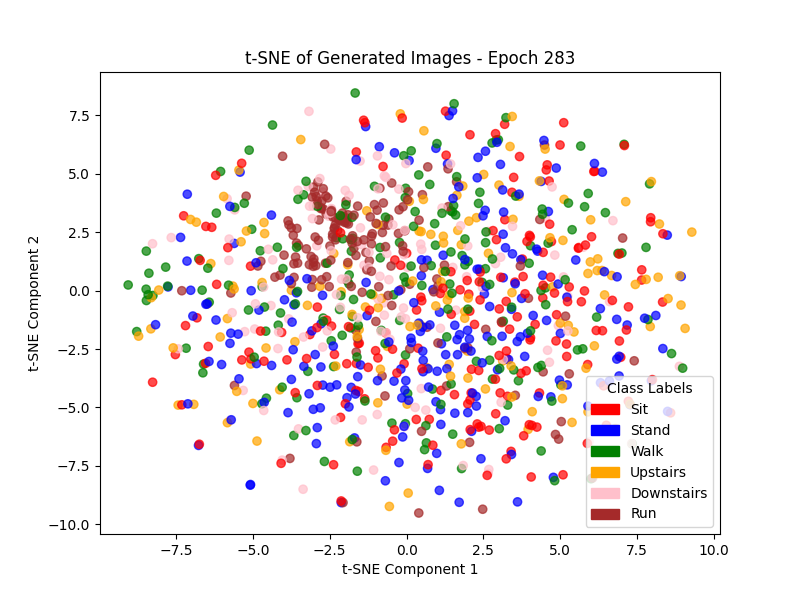 t-SNE of Generated Images - Epoch 283
t-SNE Component 2
7.5
5.0
2.5
0.0
−2.5
−5.0
−7.5
−10.0
−7.5
−5.0
−2.5
0.0
2.5
5.0
7.5
10.0
t-SNE Component 1
Class Labels
Sit
Stand
Walk
Upstairs
Downstairs
Run